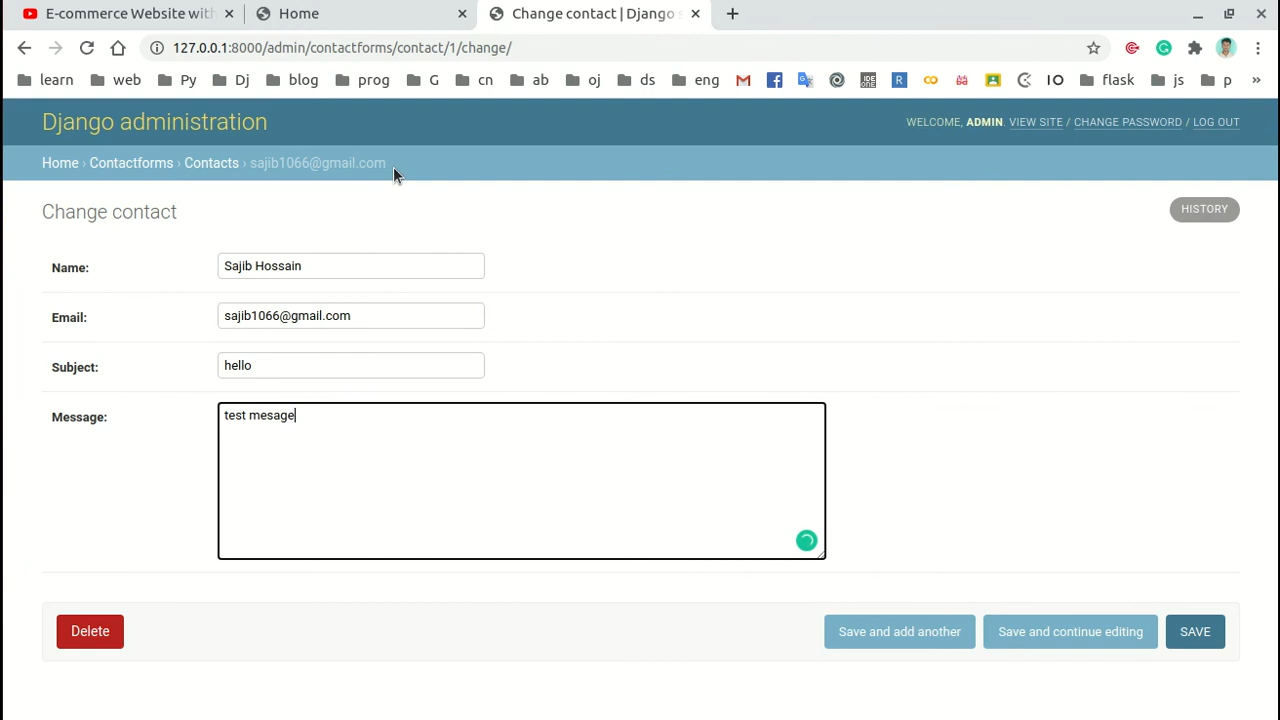 E-commerce Website with
Home
Change contact | Django s
127.0.0.1:8000/admin/contactforms/contact/1/change/
learn web Py Dj blog prog G cn ab oj ds eng flask js p »
Django administration
WELCOME, ADMIN. VIEW SITE / CHANGE PASSWORD / LOG OUT
Home › Contactforms › Contacts › sajib1066@gmail.com
Change contact
HISTORY
Name: Sajib Hossain
Email: sajib1066@gmail.com
Subject: hello
Message: test mesage
Delete Save and add another Save and continue editing SAVE